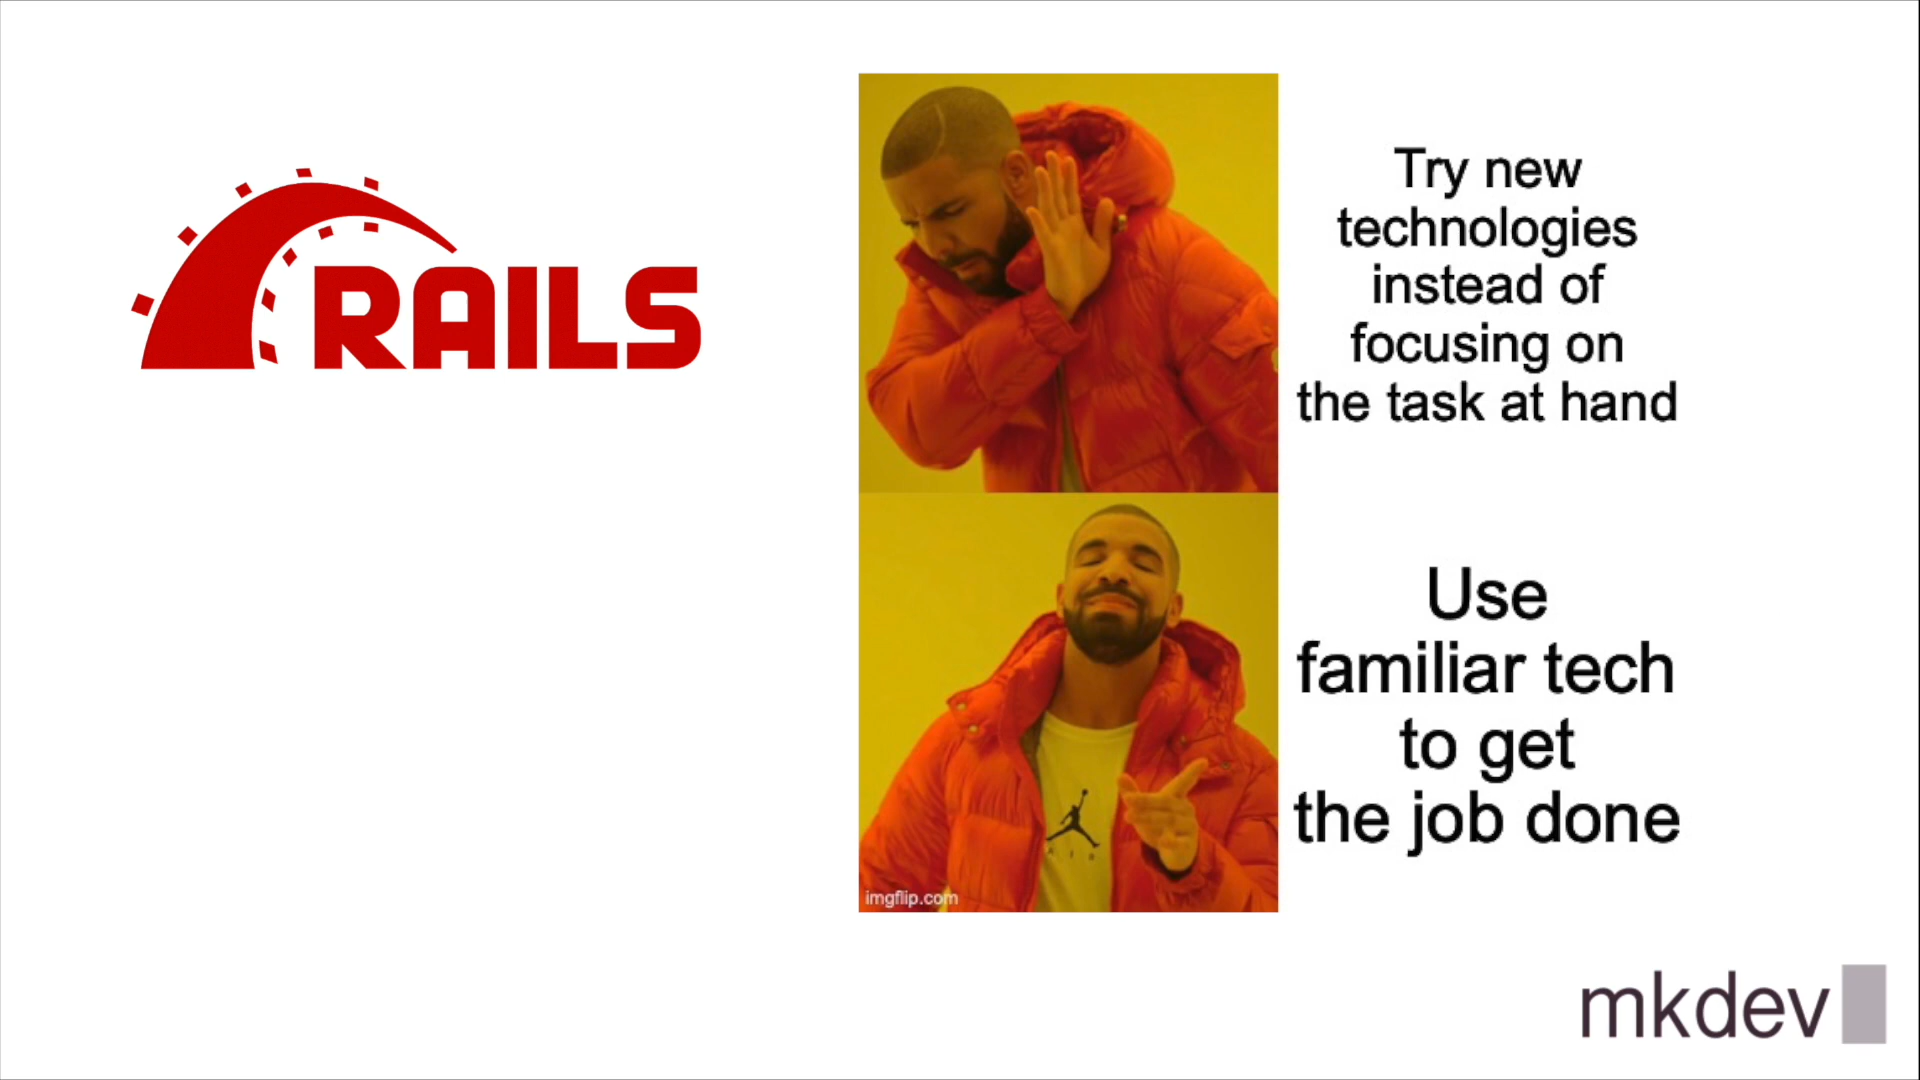 RAILS
Try new
technologies
instead of
focusing on
the task at hand
Use
familiar tech
to get
the job done
imgflip.com
mkdev